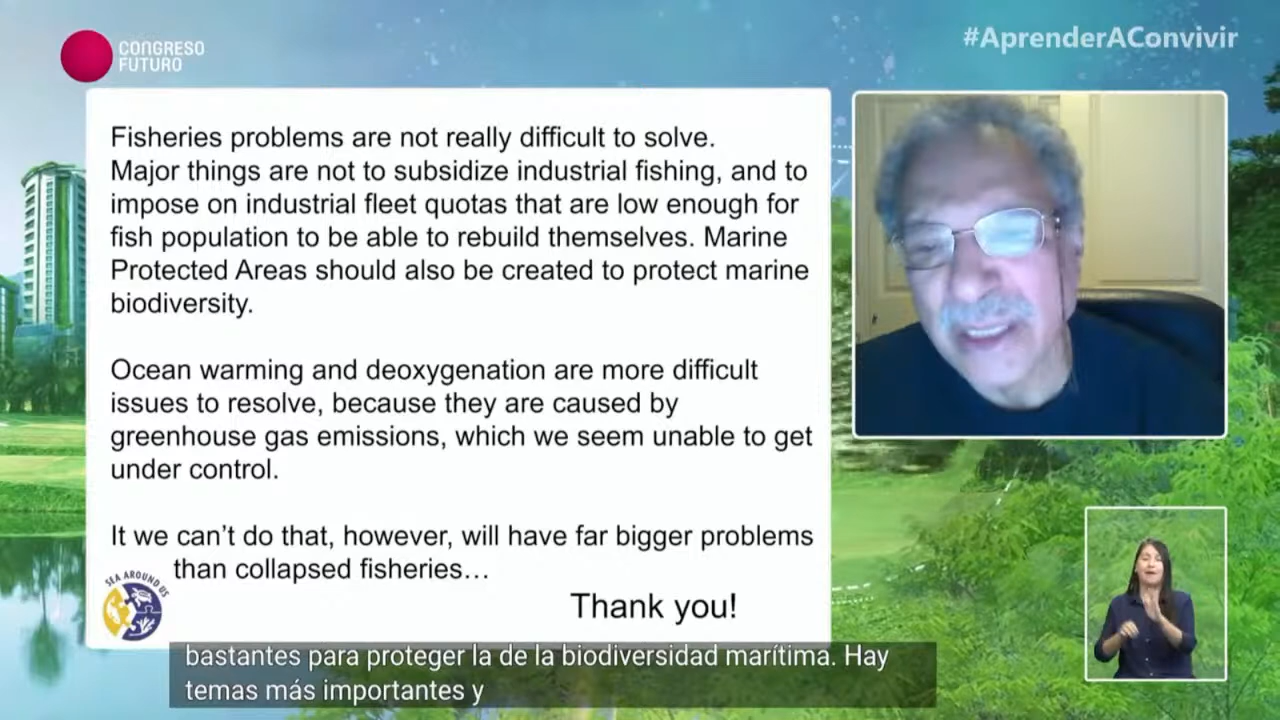 CONGRESO
FUTURO
#AprenderAConvivir
Fisheries problems are not really difficult to solve.
Major things are not to subsidize industrial fishing, and to
impose on industrial fleet quotas that are low enough for
fish population to be able to rebuild themselves. Marine
Protected Areas should also be created to protect marine
biodiversity.
Ocean warming and deoxygenation are more difficult
issues to resolve, because they are caused by
greenhouse gas emissions, which we seem unable to get
under control.
It we can't do that, however, will have far bigger problems
than collapsed fisheries…
SEA AROUND US
Thank you!
bastantes para proteger la de la biodiversidad marítima. Hay
temas más importantes y